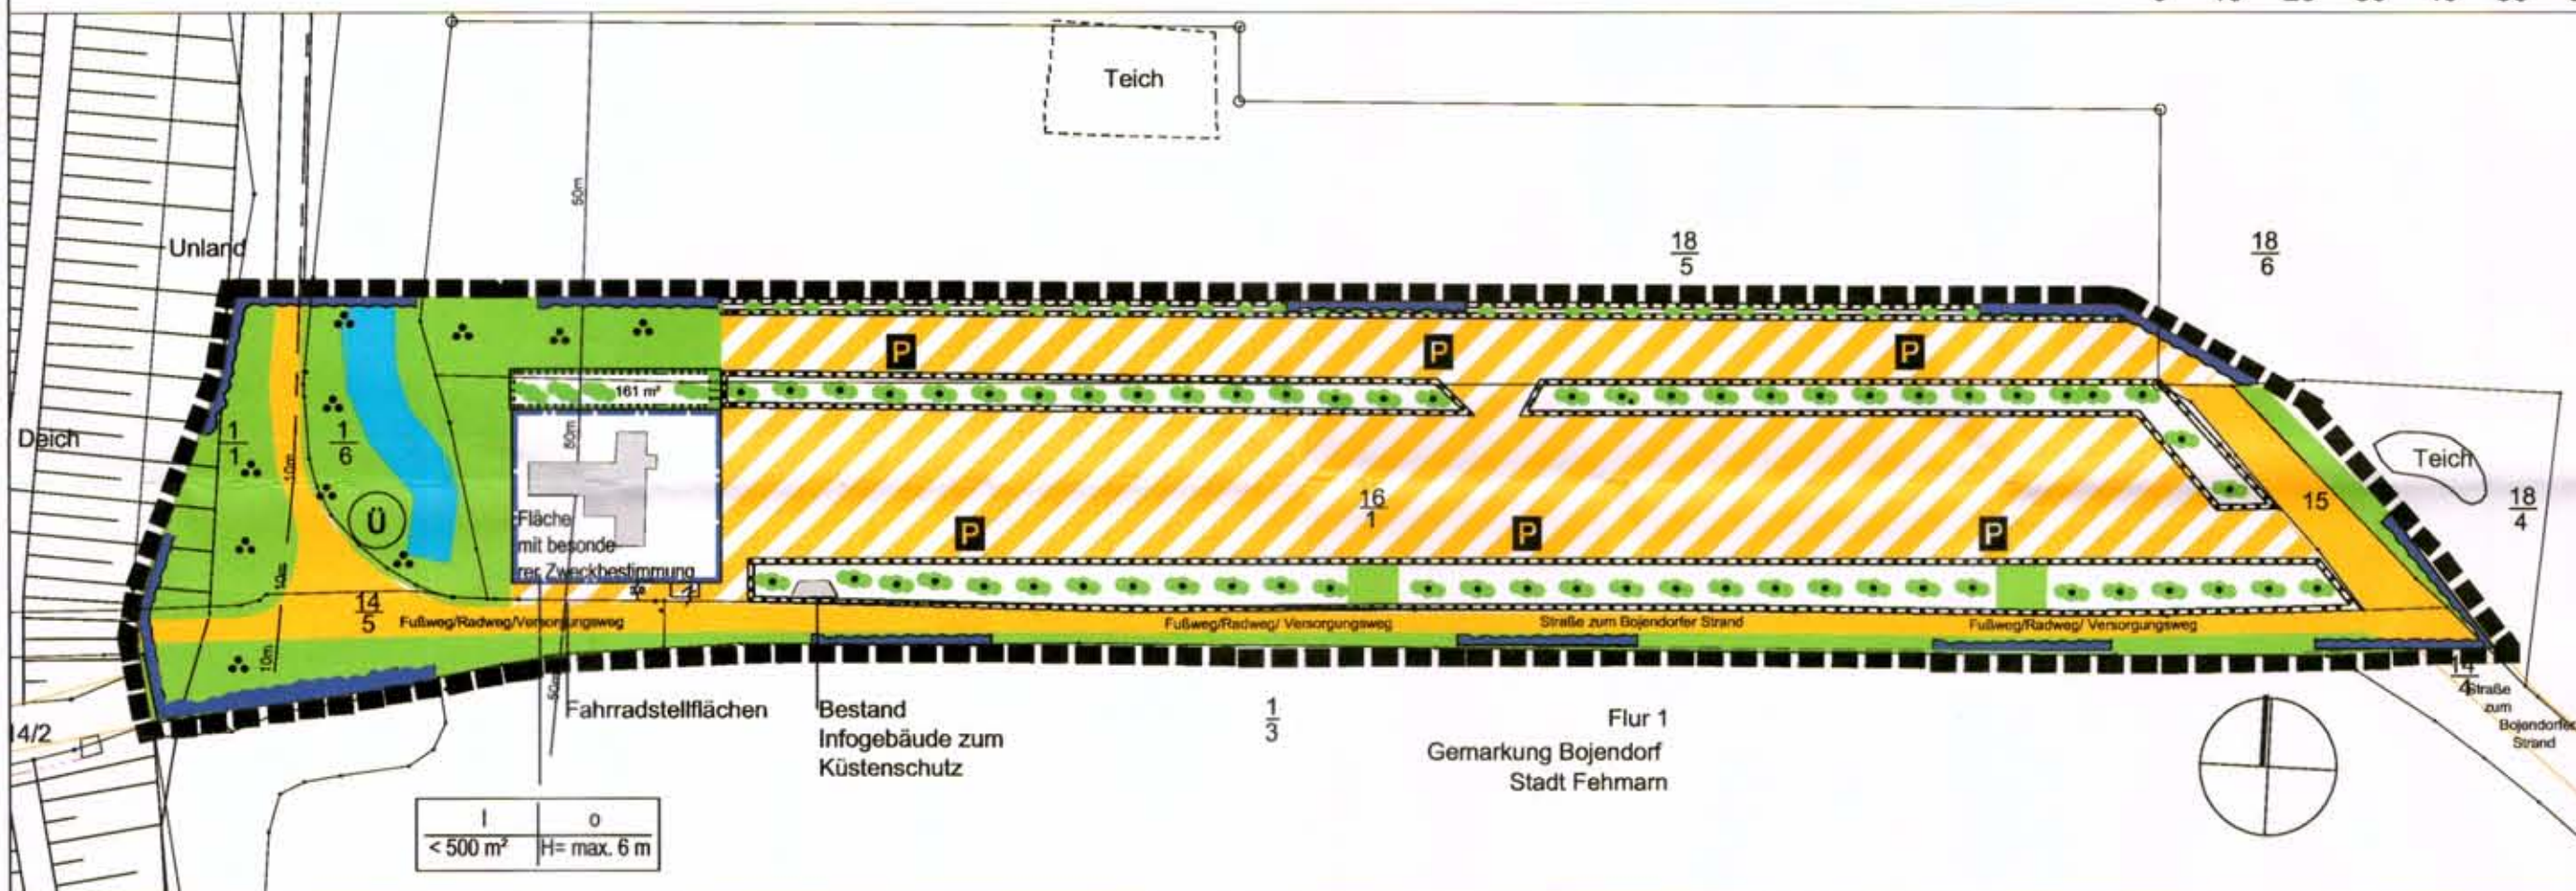 Teich
50m
Unland
18
5
18
6
P
P
P
161 m²
Deich
1
1
1
6
10m
50m
Teich
Ü
Fläche
mit besonde-
rer Zweckbestimmung
16
1
15
18
4
P
P
P
10m
14
5
Fußweg/Radweg/Versorgungsweg
Fußweg/Radweg/ Versorgungsweg
Straße zum Bojendorfer Strand
Fußweg/Radweg/ Versorgungsweg
10m
50m
14
4
Straße
zum
Bojendorfer
Strand
14/2
Fahrradstellflächen
Bestand
Infogebäude zum
Küstenschutz
1
3
Flur 1
Gemarkung Bojendorf
Stadt Fehmarn
I
o
< 500 m²
H= max. 6 m